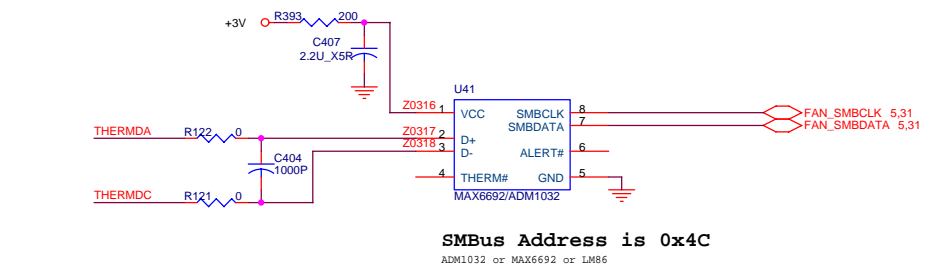 R393 200
+3V
C407
2.2U_X5R
U41
Z0316 1 VCC SMBCLK 8 FAN_SMBCLK 5,31
SMBDATA 7 FAN_SMBDATA 5,31
THERMDA R122 0 Z0317 2 D+
Z0318 3 D- ALERT# 6
C404
1000P
4 THERM# GND 5
THERMDC R121 0 MAX6692/ADM1032
SMBus Address is 0x4C
ADM1032 or MAX6692 or LM86